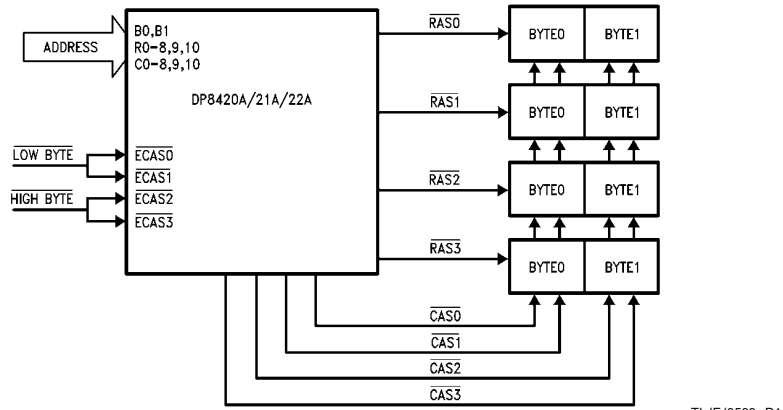 ADDRESS
B0,B1
R0-8,9,10
C0-8,9,10
DP8420A/21A/22A
LOW BYTE
HIGH BYTE
ECAS0
ECAS1
ECAS2
ECAS3
RAS0
BYTE0 BYTE1
RAS1
BYTE0 BYTE1
RAS2
BYTE0 BYTE1
RAS3
BYTE0 BYTE1
CAS0
CAS1
CAS2
CAS3